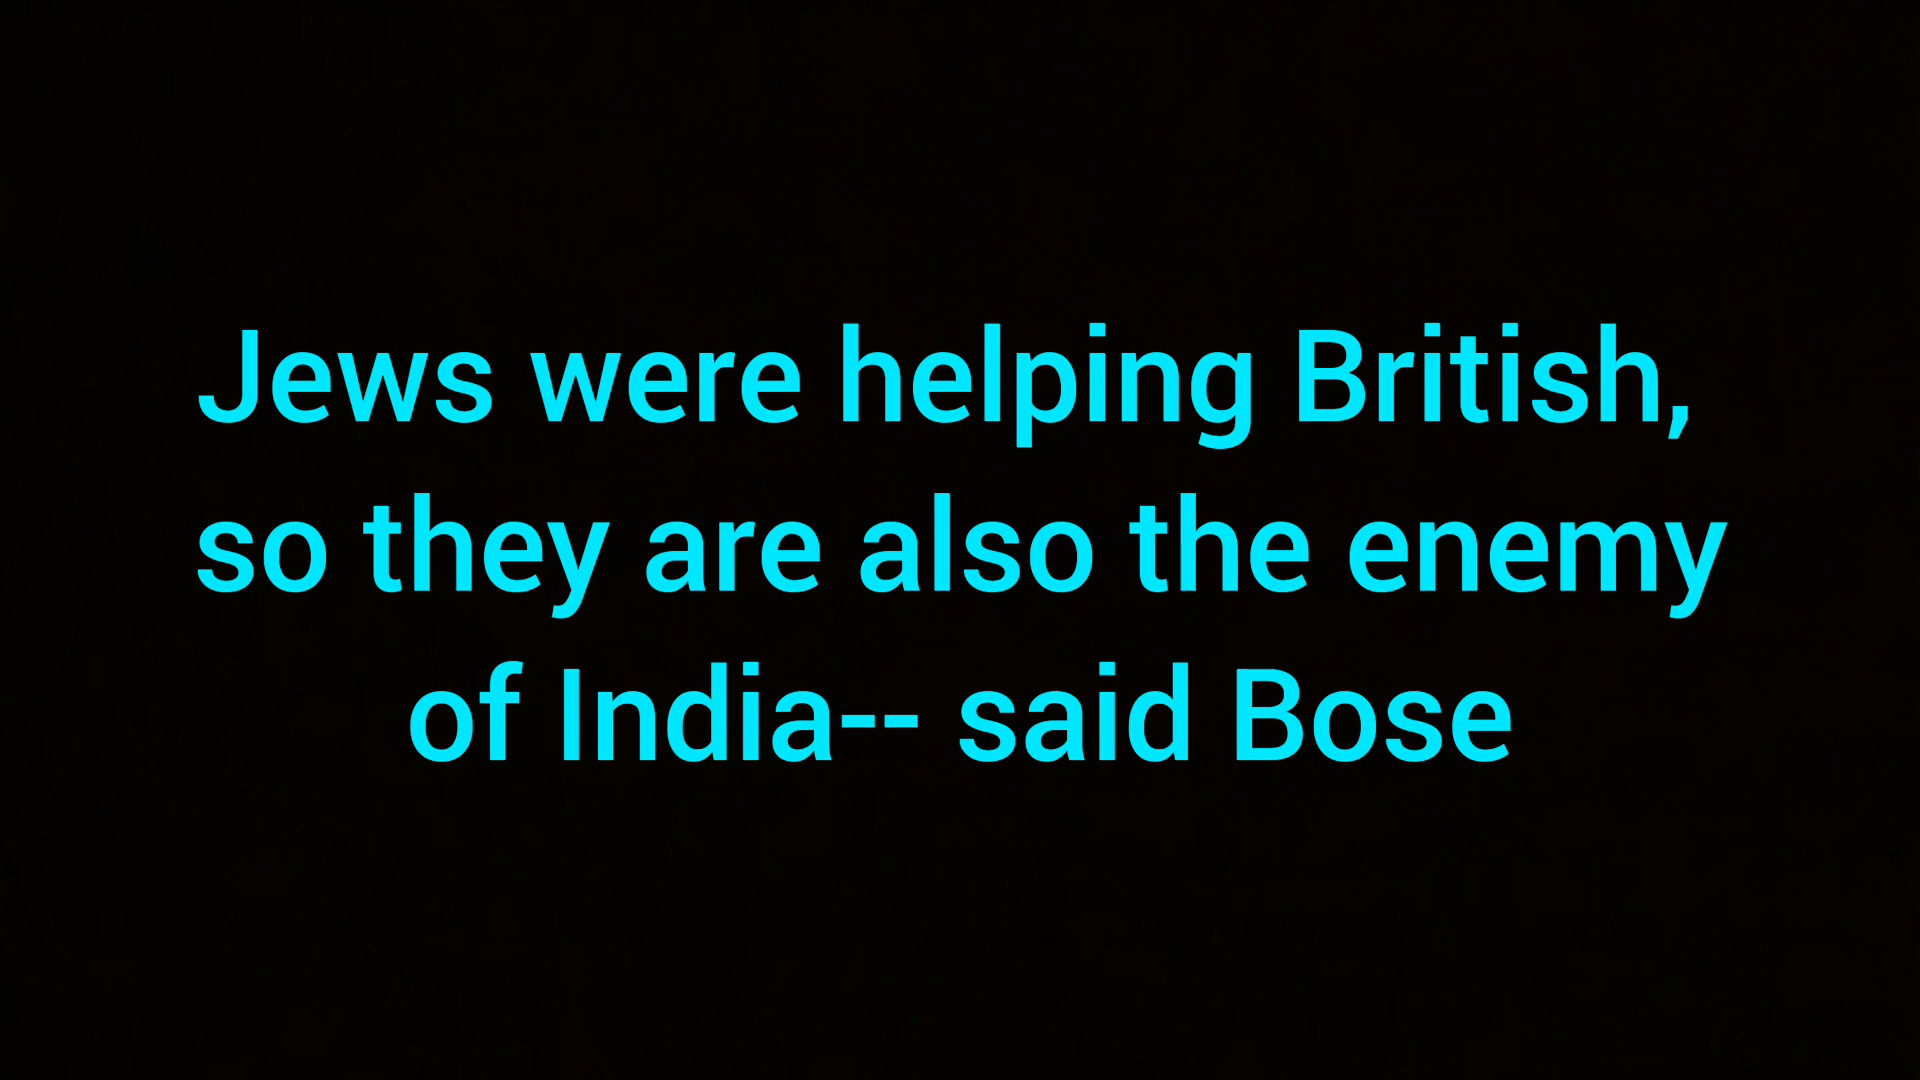 Jews were helping British,
so they are also the enemy
of India-- said Bose